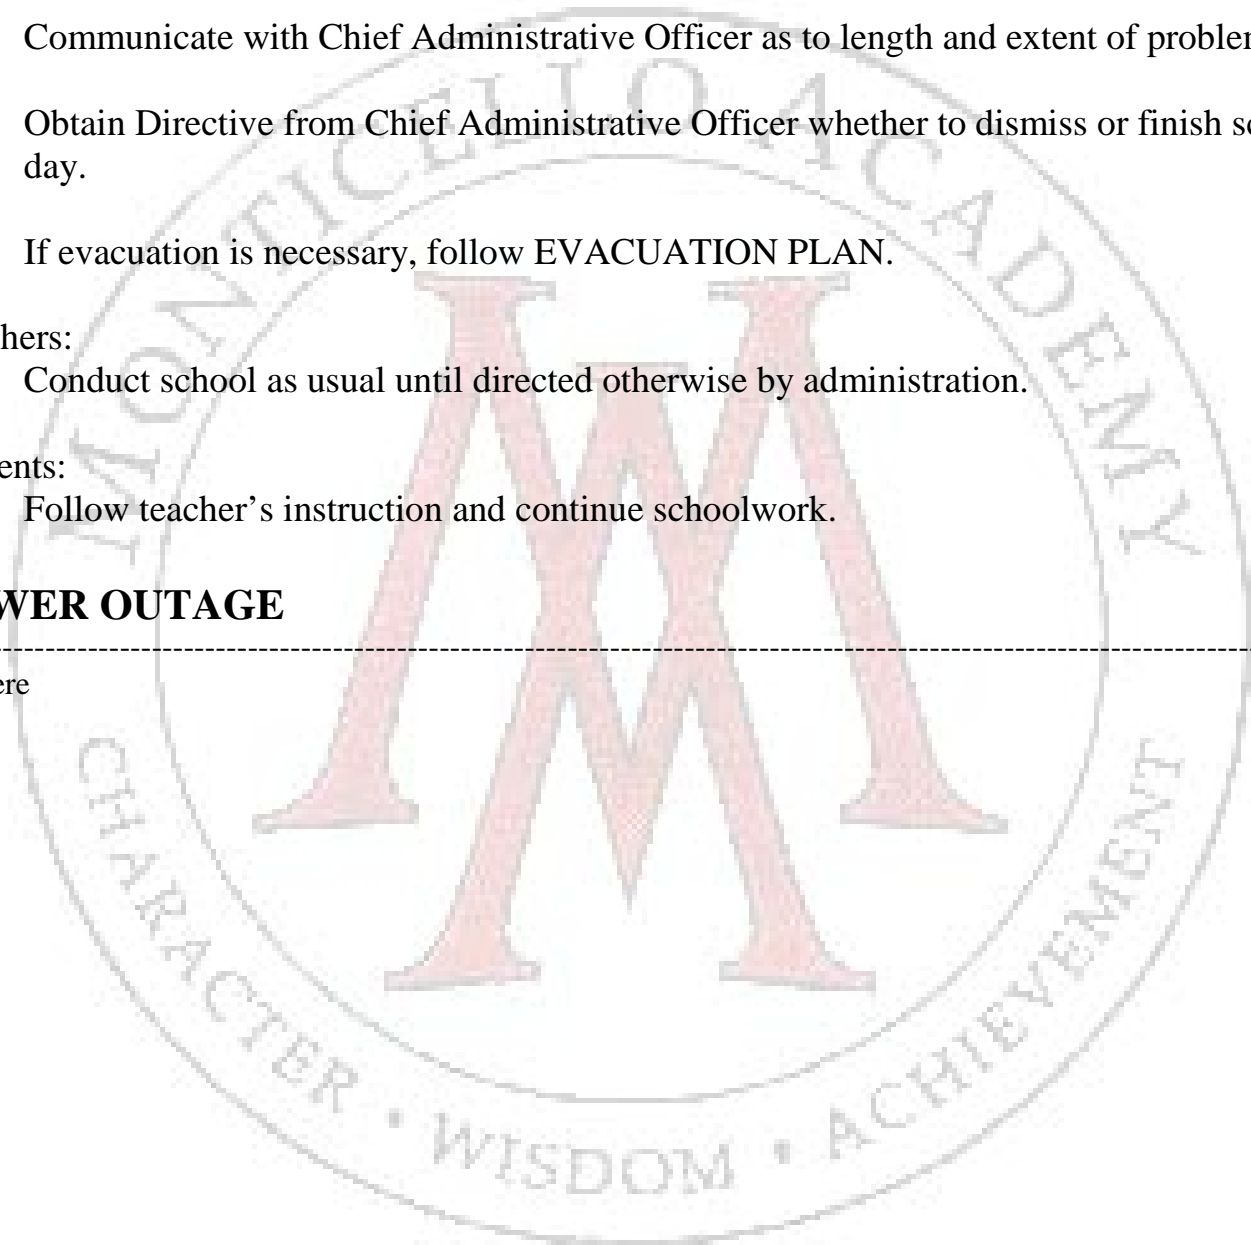 Communicate with Chief Administrative Officer as to length and extent of problem
Obtain Directive from Chief Administrative Officer whether to dismiss or finish sc
day.
If evacuation is necessary, follow EVACUATION PLAN.
hers:
Conduct school as usual until directed otherwise by administration.
ents:
Follow teacher’s instruction and continue schoolwork.
WER OUTAGE
ere
MONTICELLO ACADEMY
CHARACTER • WISDOM • ACHIEVEMENT